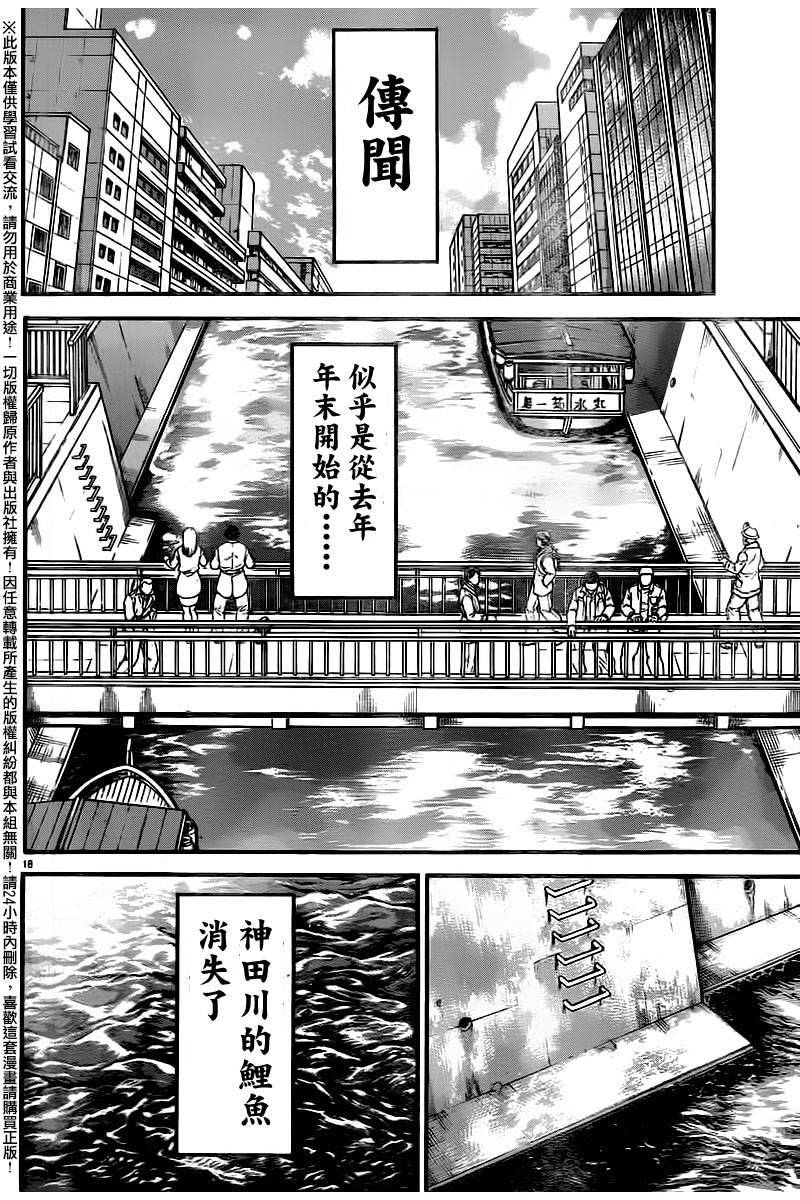 傳聞
似乎是從去年
年末開始的……
神田川的鯉魚
消失了
18
※此版本僅供學習試看交流，請勿用於商業用途！一切版權歸原作者與出版社擁有！因任意轉載所產生的版權糾紛都與本組無關！請24小時內刪除，喜歡這套漫畫請購買正版！